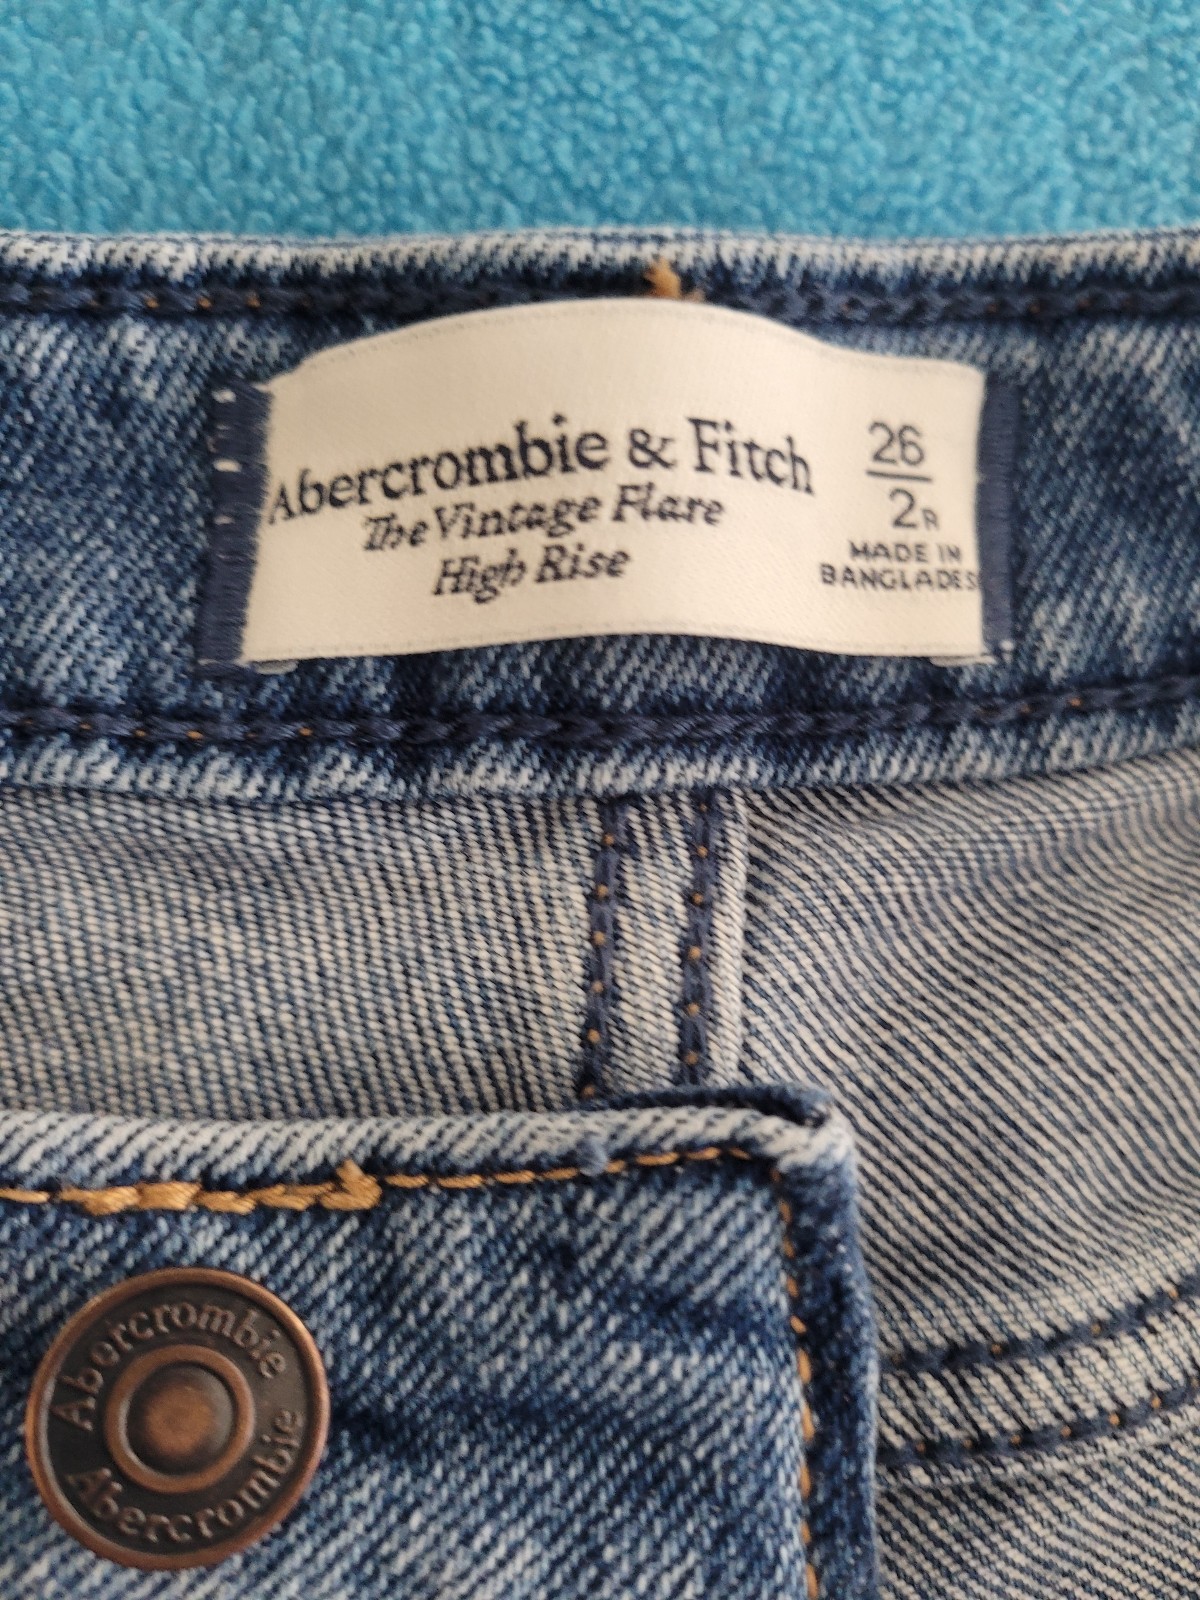 Abercrombie & Fitch
The Vintage Flare
High Rise
26
2R
MADE IN
BANGLADES
Abercrombie
Abercrombie